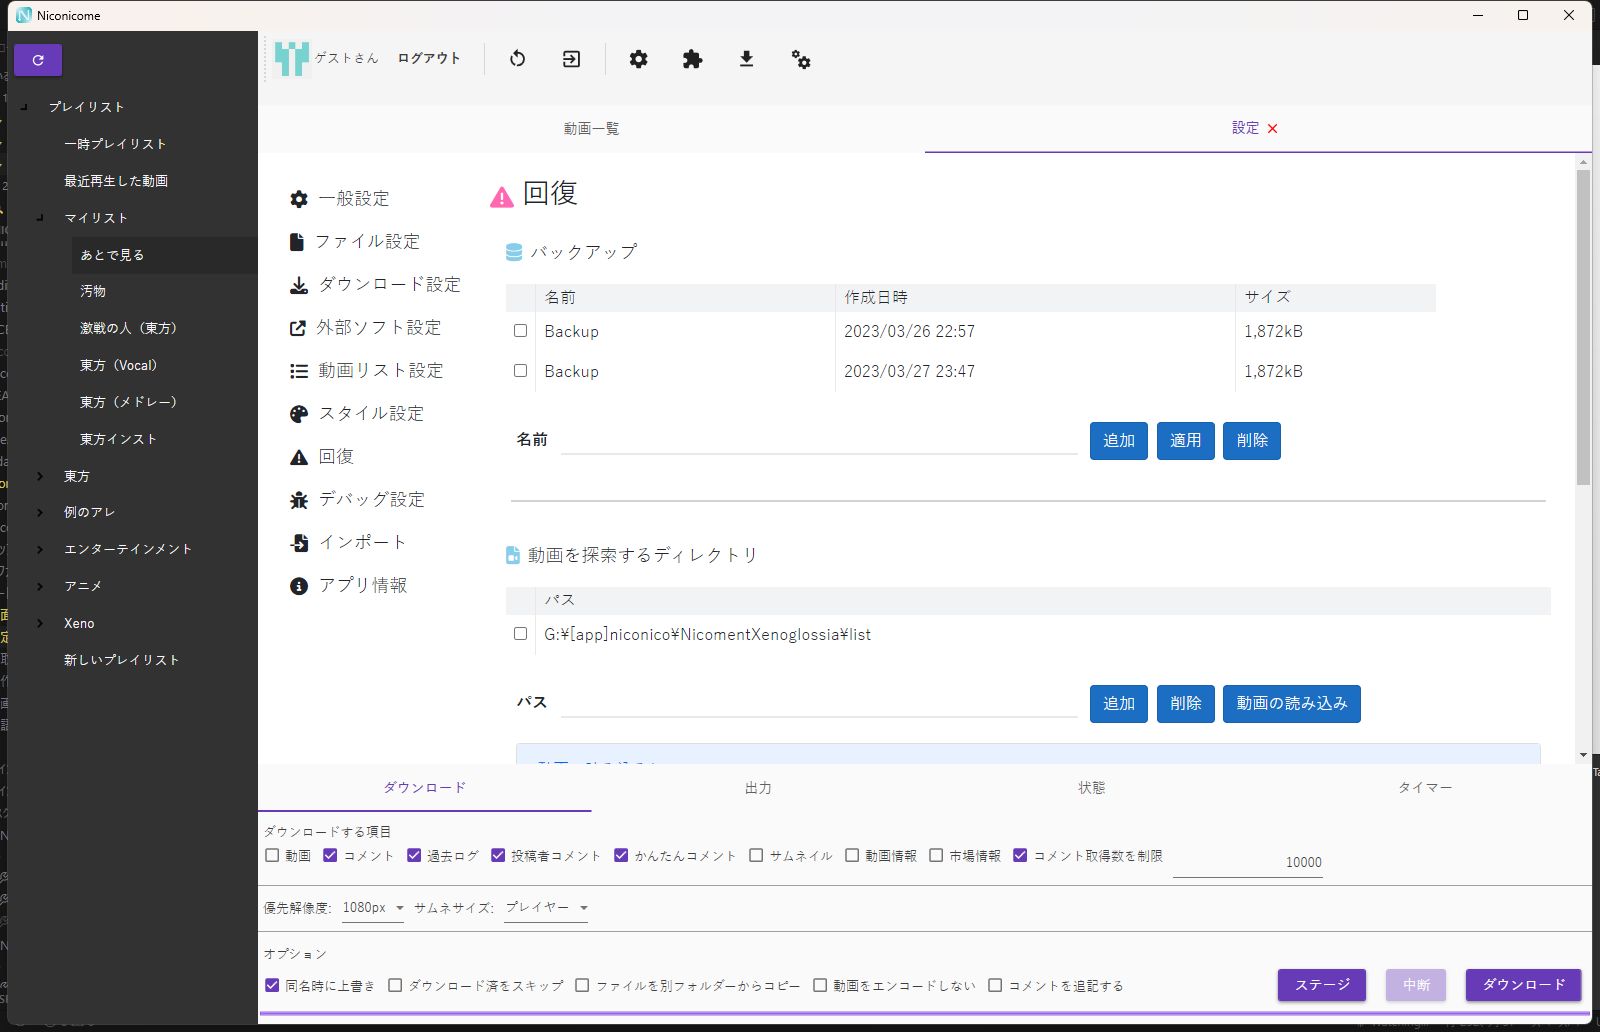 Niconicome
ゲストさん ログアウト
プレイリスト
一時プレイリスト
最近再生した動画
マイリスト
あとで見る
汚物
激戦の人（東方）
東方（Vocal）
東方（メドレー）
東方インスト
東方
例のアレ
エンターテインメント
アニメ
Xeno
新しいプレイリスト
動画一覧 設定
一般設定
ファイル設定
ダウンロード設定
外部ソフト設定
動画リスト設定
スタイル設定
回復
デバッグ設定
インポート
アプリ情報
回復
バックアップ
名前 作成日時 サイズ
Backup 2023/03/26 22:57 1,872kB
Backup 2023/03/27 23:47 1,872kB
名前 追加 適用 削除
動画を探索するディレクトリ
パス
G:¥[app]niconico¥NicomentXenoglossia¥list
パス 追加 削除 動画の読み込み
ダウンロード 出力 状態 タイマー
ダウンロードする項目
動画 コメント 過去ログ 投稿者コメント かんたんコメント サムネイル 動画情報 市場情報 コメント取得数を制限 10000
優先解像度: 1080px サムネサイズ: プレイヤー
オプション
同名時に上書き ダウンロード済をスキップ ファイルを別フォルダーからコピー 動画をエンコードしない コメントを追記する
ステージ 中断 ダウンロード